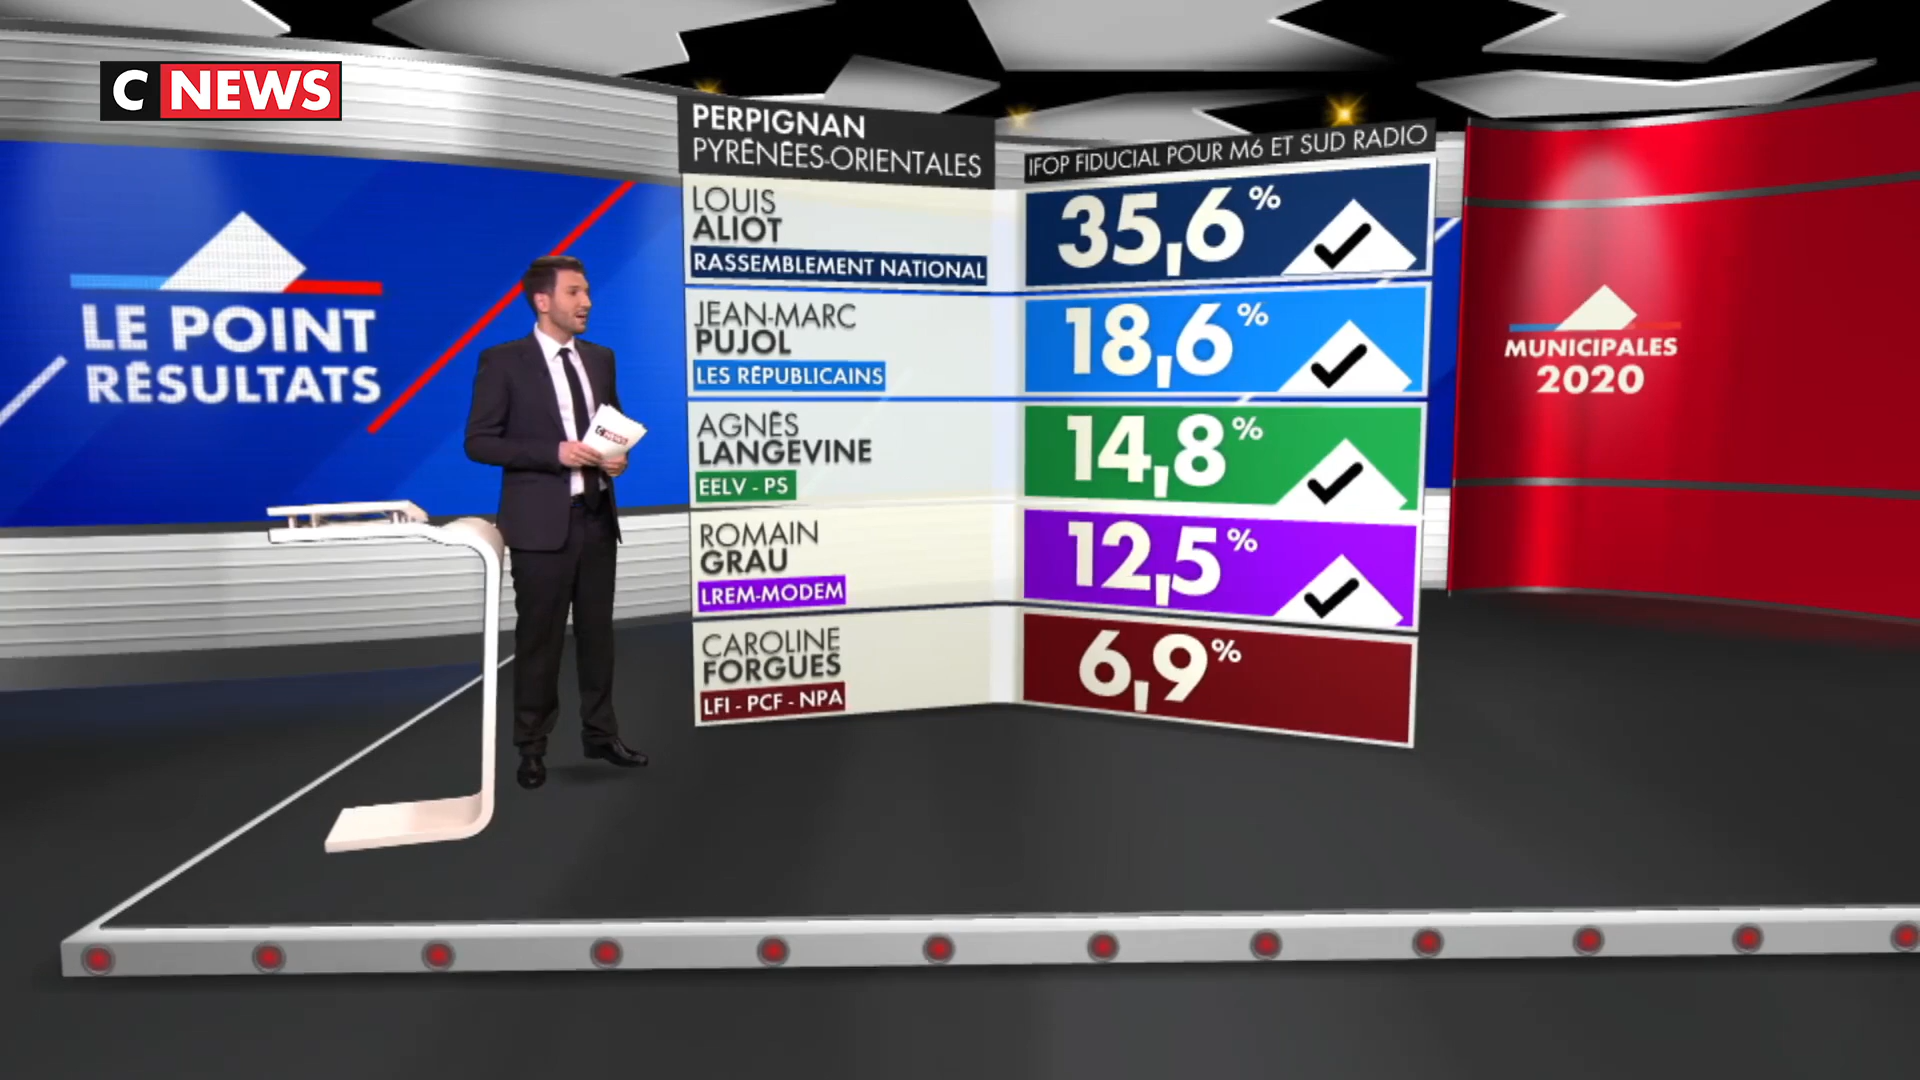 C NEWS
LE POINT
RÉSULTATS
PERPIGNAN
PYRÉNÉES-ORIENTALES
IFOP FIDUCIAL POUR M6 ET SUD RADIO
LOUIS
ALIOT
RASSEMBLEMENT NATIONAL
35,6%
JEAN-MARC
PUJOL
LES RÉPUBLICAINS
18,6%
AGNÈS
LANGEVINE
EELV - PS
14,8%
ROMAIN
GRAU
LREM-MODEM
12,5%
CAROLINE
FORGUES
LFI - PCF - NPA
6,9%
MUNICIPALES
2020
C NEWS